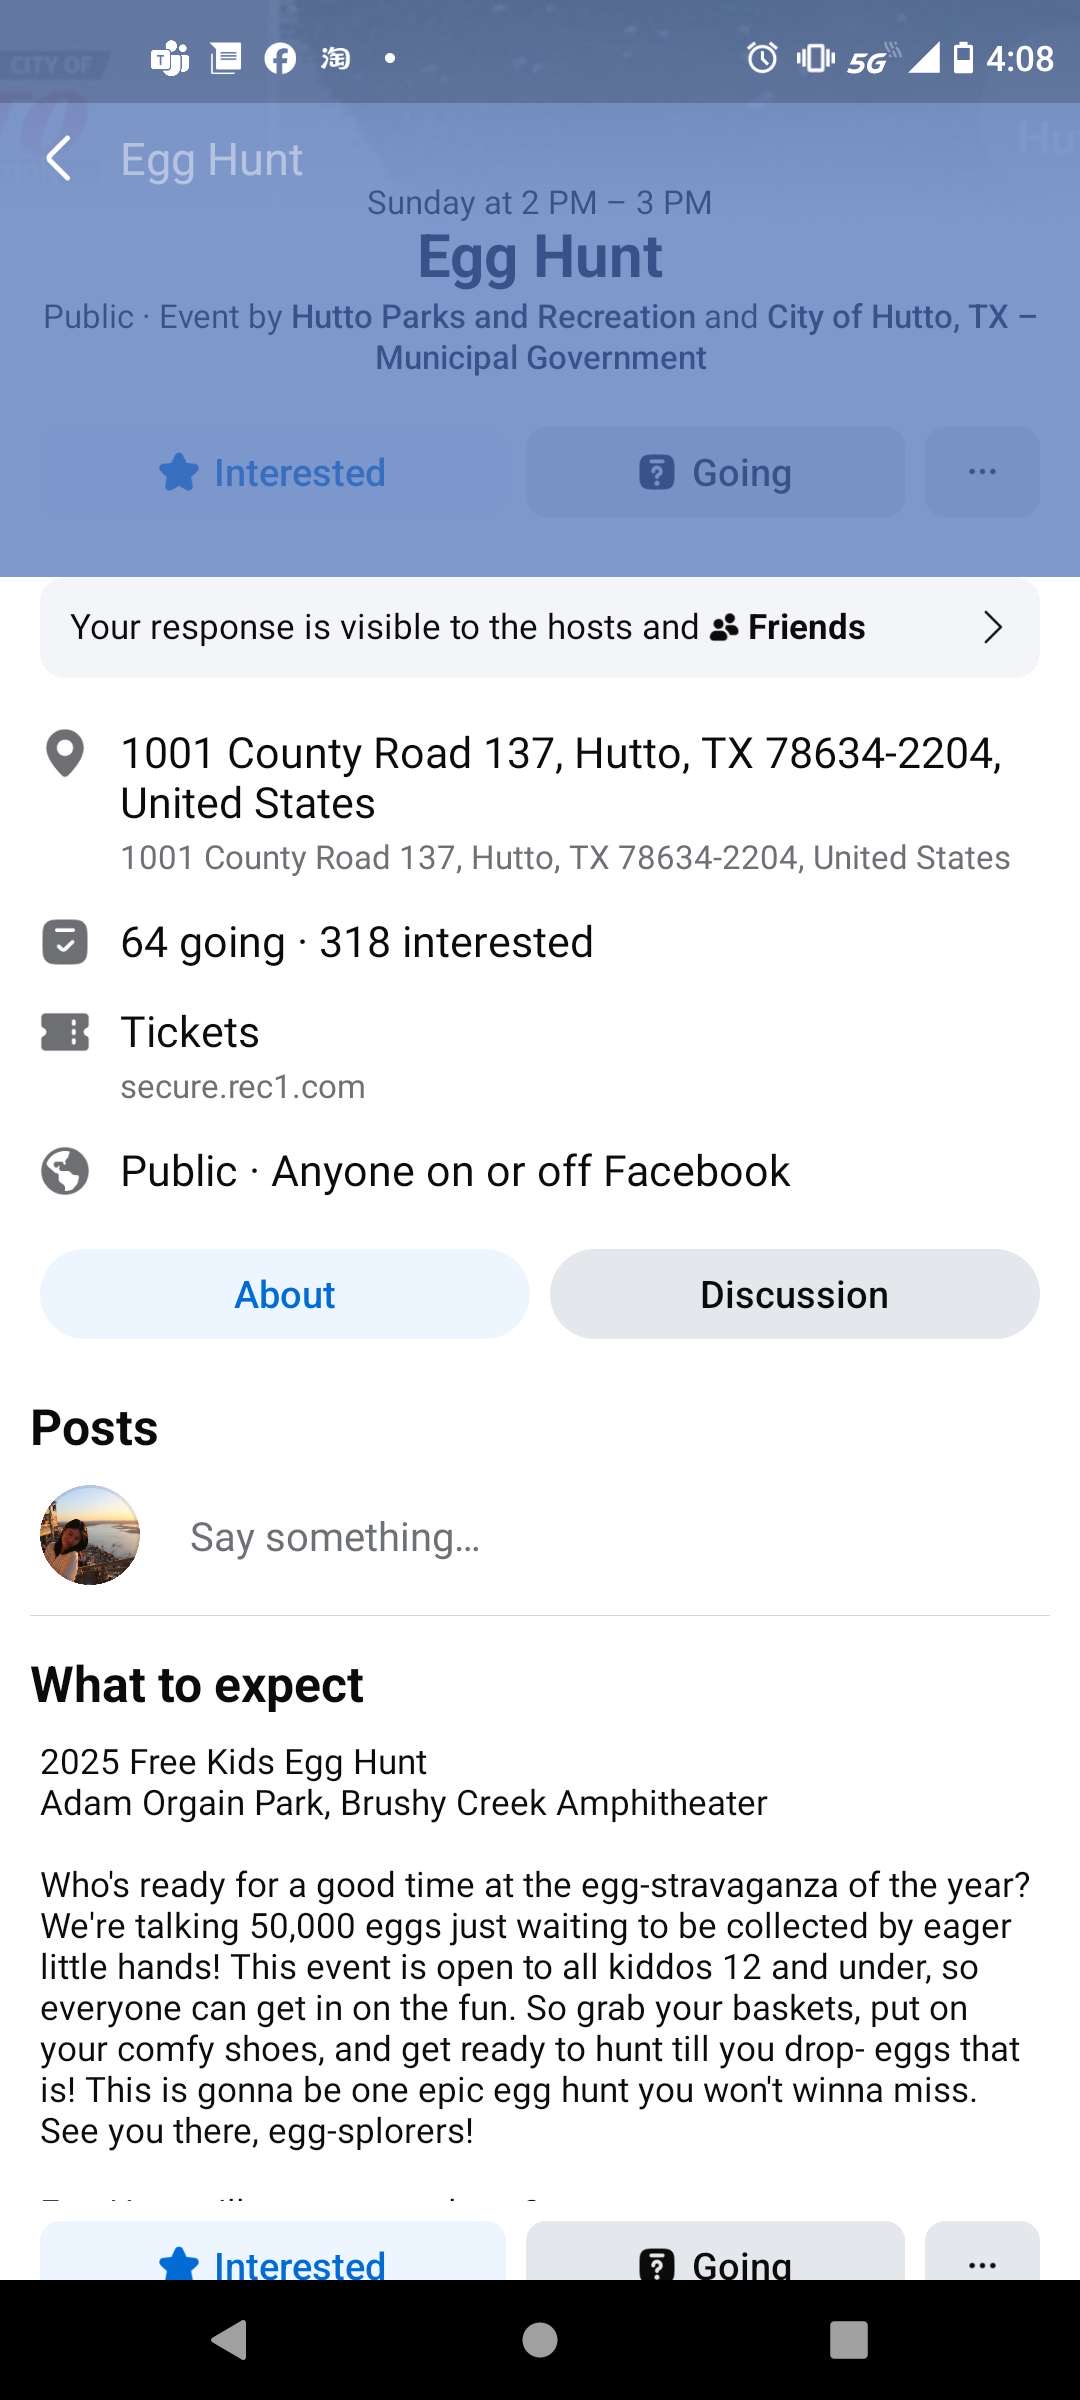 CITY OF
淘
5G
4:08
Egg Hunt
Sunday at 2 PM – 3 PM
Egg Hunt
Public · Event by Hutto Parks and Recreation and City of Hutto, TX –
Municipal Government
Interested
Going
Your response is visible to the hosts and Friends
1001 County Road 137, Hutto, TX 78634-2204,
United States
1001 County Road 137, Hutto, TX 78634-2204, United States
64 going · 318 interested
Tickets
secure.rec1.com
Public · Anyone on or off Facebook
About
Discussion
Posts
Say something...
What to expect
2025 Free Kids Egg Hunt
Adam Orgain Park, Brushy Creek Amphitheater
Who's ready for a good time at the egg-stravaganza of the year?
We're talking 50,000 eggs just waiting to be collected by eager
little hands! This event is open to all kiddos 12 and under, so
everyone can get in on the fun. So grab your baskets, put on
your comfy shoes, and get ready to hunt till you drop- eggs that
is! This is gonna be one epic egg hunt you won't winna miss.
See you there, egg-splorers!
Interested
Going